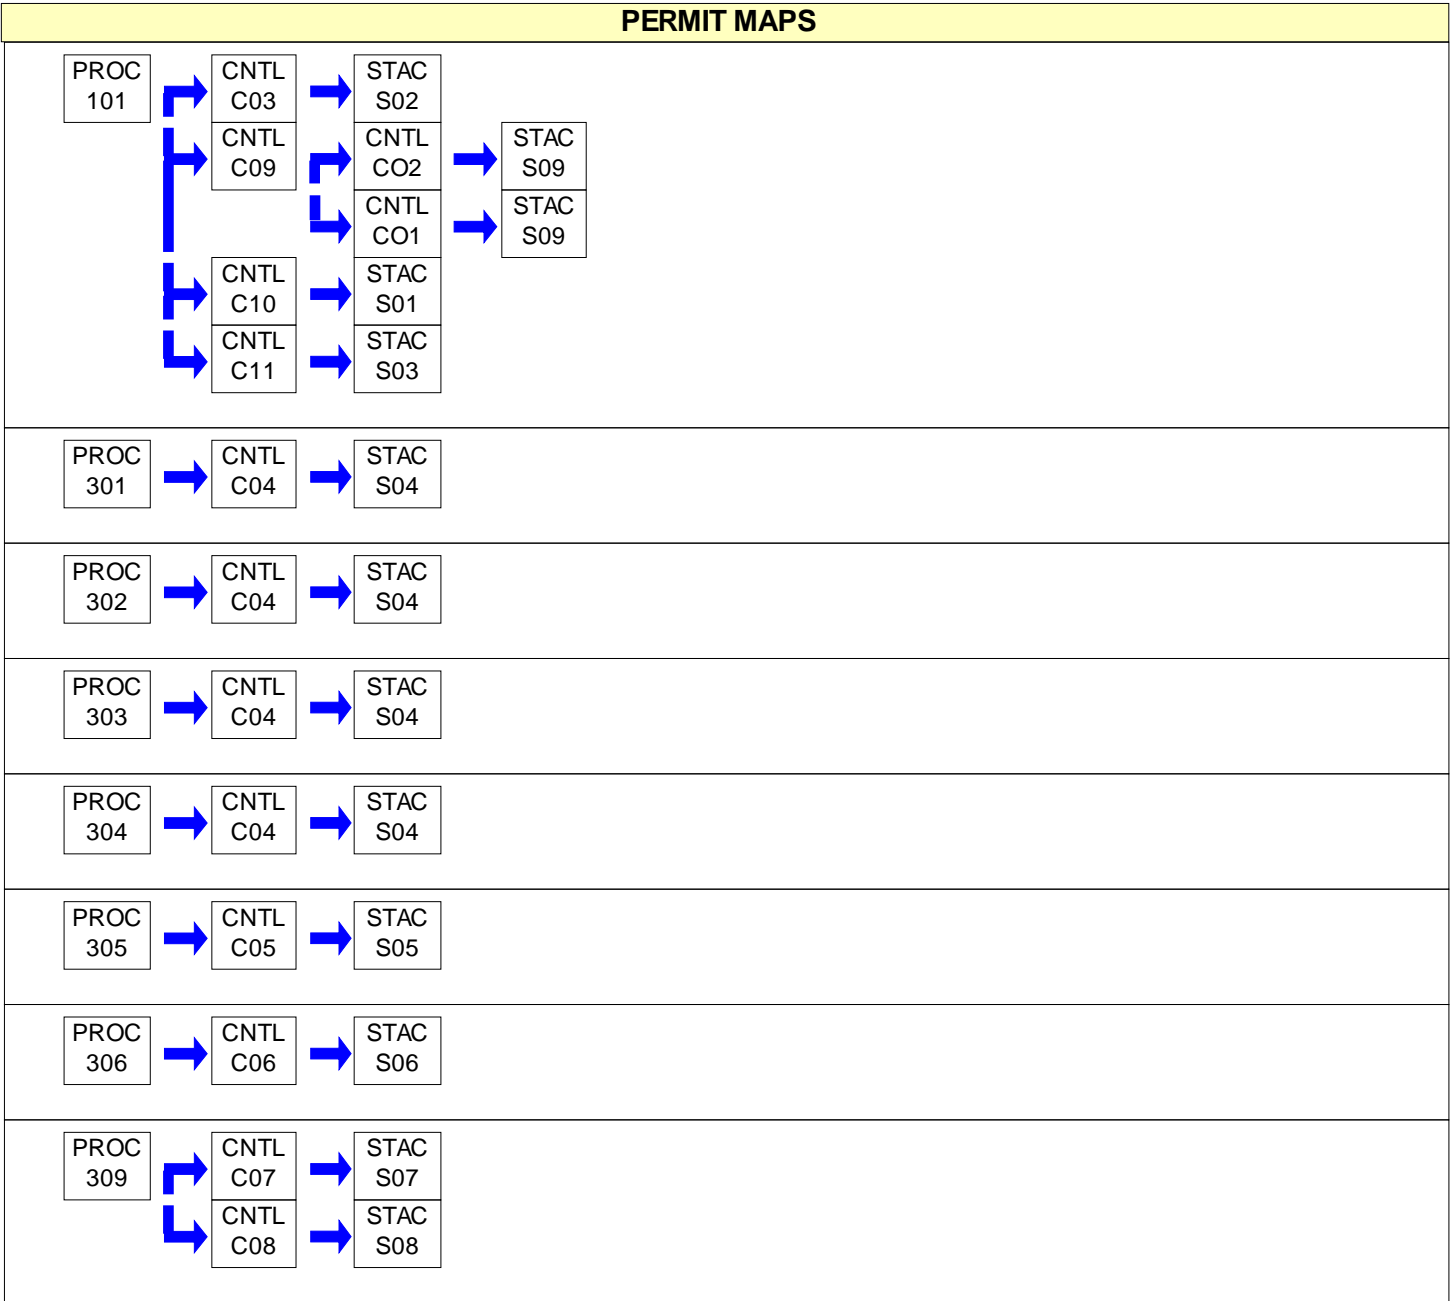 PERMIT MAPS
PROC CNTL STAC
101 C03 S02
CNTL CNTL STAC
C09 CO2 S09
CNTL STAC
CO1 S09
CNTL STAC
C10 S01
CNTL STAC
C11 S03
PROC CNTL STAC
301 C04 S04
PROC CNTL STAC
302 C04 S04
PROC CNTL STAC
303 C04 S04
PROC CNTL STAC
304 C04 S04
PROC CNTL STAC
305 C05 S05
PROC CNTL STAC
306 C06 S06
PROC CNTL STAC
309 C07 S07
CNTL STAC
C08 S08